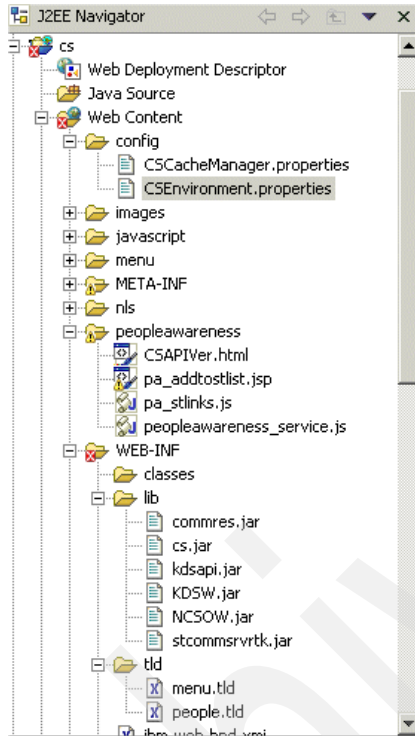 J2EE Navigator
cs
Web Deployment Descriptor
Java Source
Web Content
config
CSCacheManager.properties
CSEnvironment.properties
images
javascript
menu
META-INF
nls
peopleawareness
CSAPIVer.html
pa_addtostlist.jsp
pa_stlinks.js
peopleawareness_service.js
WEB-INF
classes
lib
commres.jar
cs.jar
kdsapi.jar
KDSW.jar
NCSOW.jar
stcommsrvrtk.jar
tld
menu.tld
people.tld